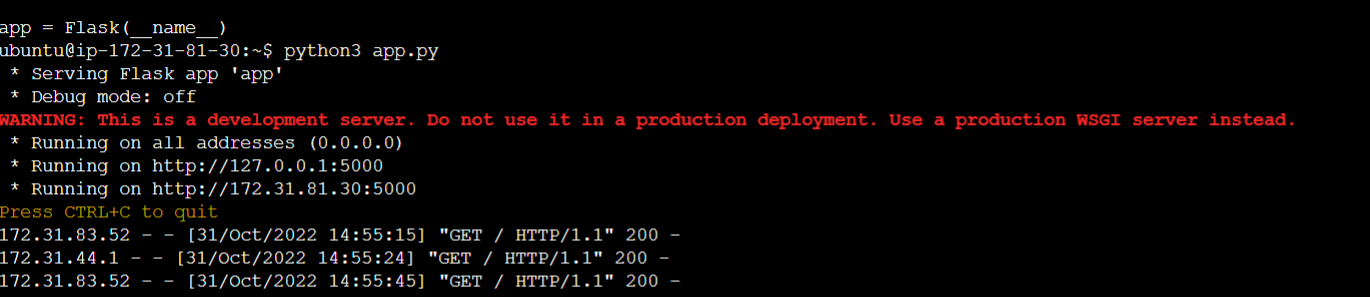 app = Flask(__name__)
ubuntu@ip-172-31-81-30:~$ python3 app.py
* Serving Flask app 'app'
* Debug mode: off
WARNING: This is a development server. Do not use it in a production deployment. Use a production WSGI server instead.
* Running on all addresses (0.0.0.0)
* Running on http://127.0.0.1:5000
* Running on http://172.31.81.30:5000
Press CTRL+C to quit
172.31.83.52 - - [31/Oct/2022 14:55:15] "GET / HTTP/1.1" 200 -
172.31.44.1 - - [31/Oct/2022 14:55:24] "GET / HTTP/1.1" 200 -
172.31.83.52 - - [31/Oct/2022 14:55:45] "GET / HTTP/1.1" 200 -